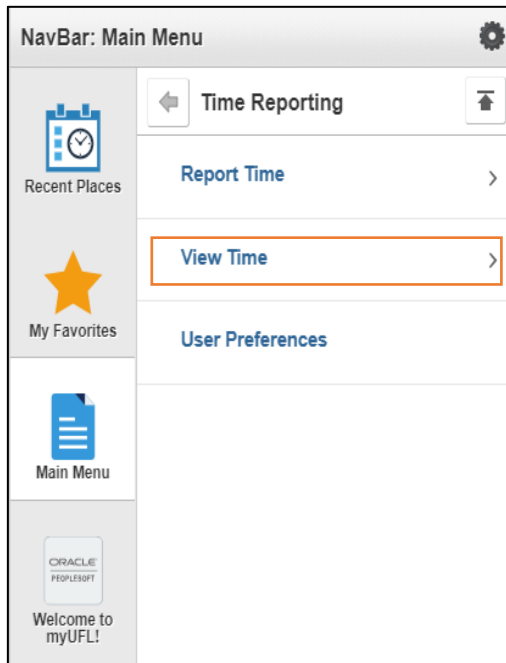 NavBar: Main Menu
Time Reporting
Recent Places
Report Time
View Time
My Favorites
User Preferences
Main Menu
ORACLE
PEOPLESOFT
Welcome to
myUFL!